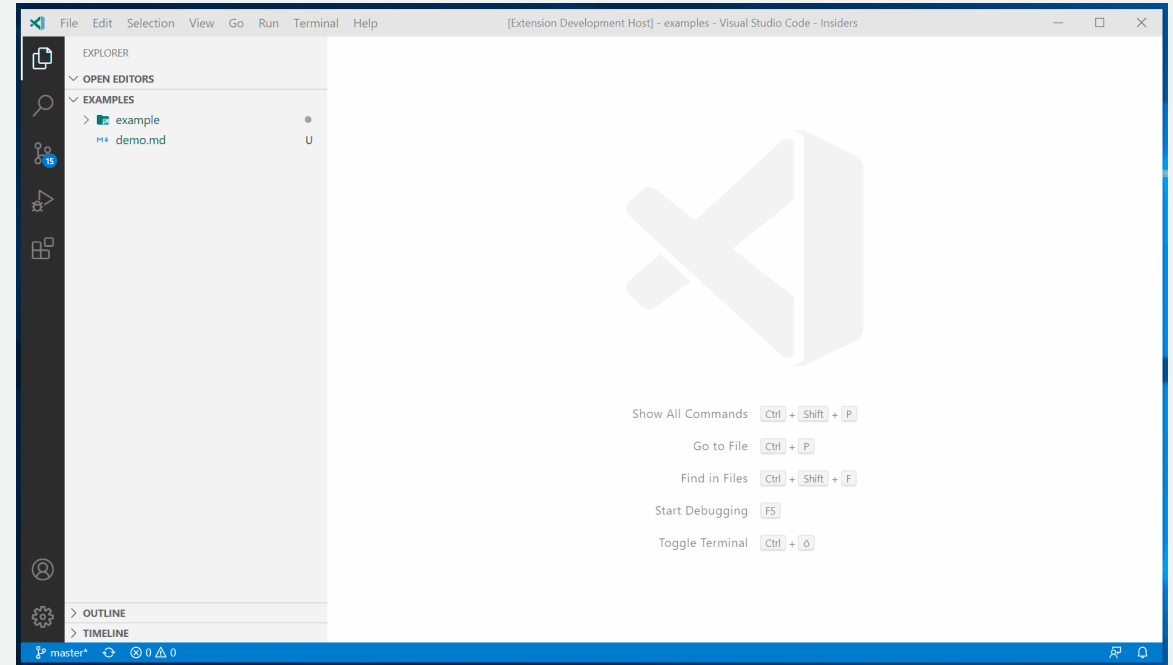 File Edit Selection View Go Run Terminal Help [Extension Development Host] - examples - Visual Studio Code - Insiders
EXPLORER
OPEN EDITORS
EXAMPLES
example
M↓ demo.md U
15
Show All Commands Ctrl + Shift + P
Go to File Ctrl + P
Find in Files Ctrl + Shift + F
Start Debugging F5
Toggle Terminal Ctrl + ö
OUTLINE
TIMELINE
master* 0 0